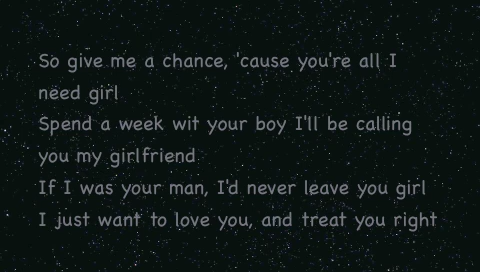 So give me a chance, 'cause you're all I
need girl
Spend a week wit your boy I'll be calling
you my girlfriend
If I was your man, I'd never leave you girl
I just want to love you, and treat you right